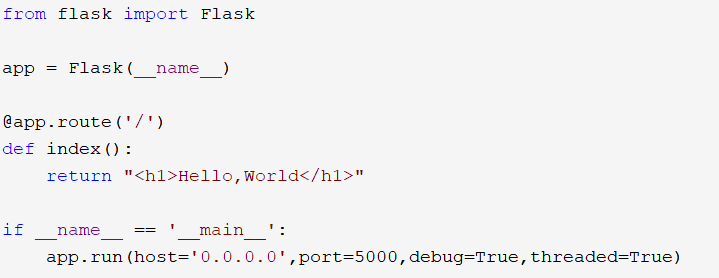 from flask import Flask
app = Flask(__name__)
@app.route('/')
def index():
    return "<h1>Hello,World</h1>"
if __name__ == '__main__':
    app.run(host='0.0.0.0',port=5000,debug=True,threaded=True)